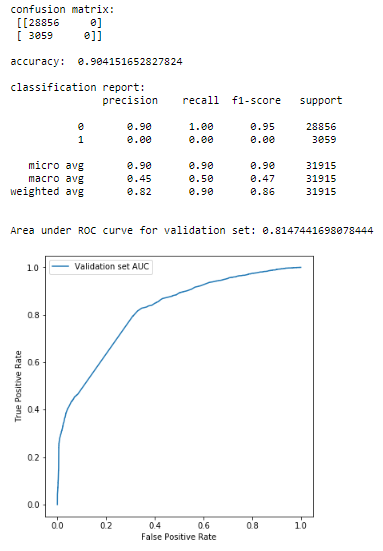 confusion matrix:
[[28856 0]
[ 3059 0]]
accuracy: 0.904151652827824
classification report:
precision recall f1-score support
0 0.90 1.00 0.95 28856
1 0.00 0.00 0.00 3059
micro avg 0.90 0.90 0.90 31915
macro avg 0.45 0.50 0.47 31915
weighted avg 0.82 0.90 0.86 31915
Area under ROC curve for validation set: 0.8147441698078444
Validation set AUC
1.0
0.8
0.6
0.4
0.2
0.0
True Positive Rate
0.0 0.2 0.4 0.6 0.8 1.0
False Positive Rate